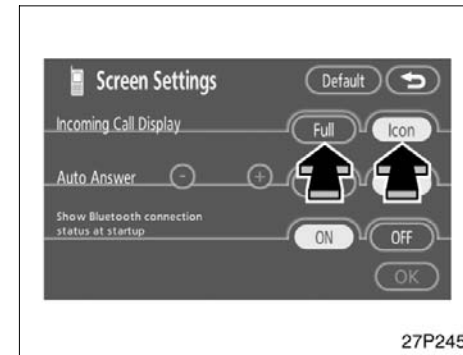 Screen Settings Default
Incoming Call Display Full Icon
Auto Answer - +
Show Bluetooth connection
status at startup ON OFF
OK
27P245